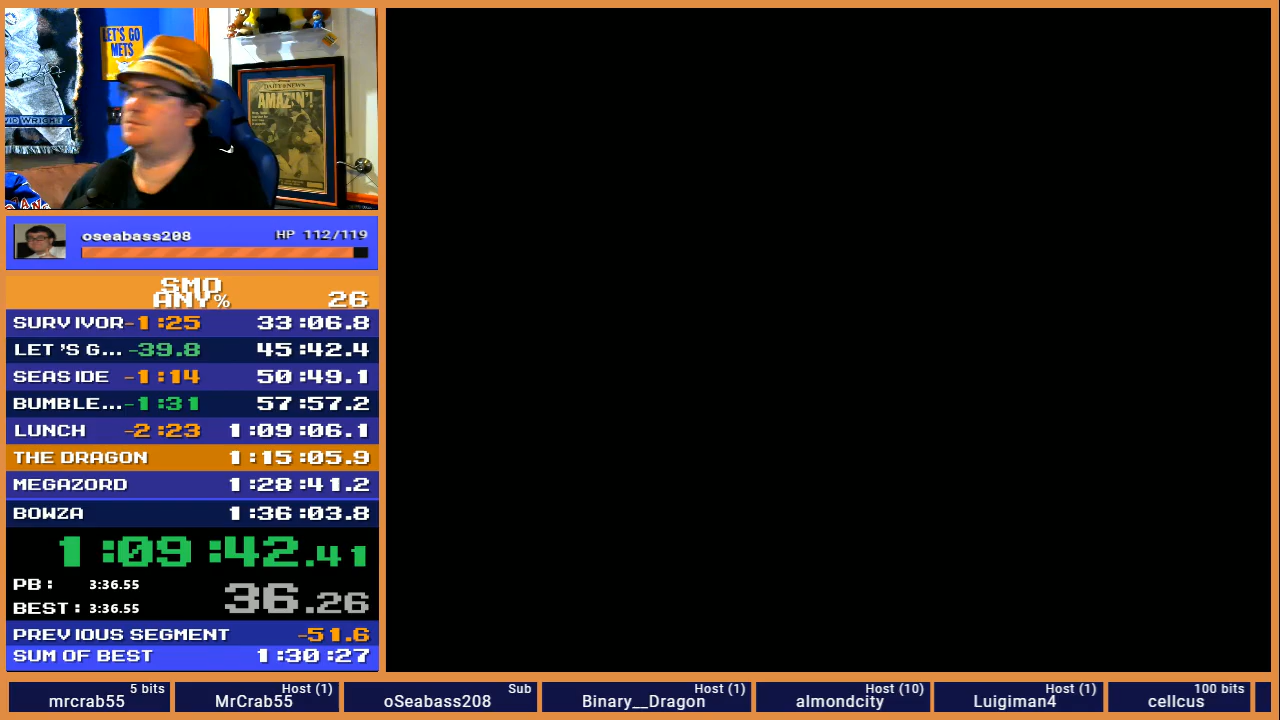 LET'S GO
METS
DAILY NEWS
AMAZIN'!
VID WRIGHT
oseabass208 HP 112/119
SMO
ANY% 26
SURVIVOR -1:25 33:06.8
LET'S G... -39.8 45:42.4
SEASIDE -1:14 50:49.1
BUMBLE... -1:31 57:57.2
LUNCH -2:23 1:09:06.1
THE DRAGON 1:15:05.9
MEGAZORD 1:28:41.2
BOWZA 1:36:03.8
1:09:42.41
PB: 3:36.55
BEST: 3:36.55
36.26
PREVIOUS SEGMENT -51.6
SUM OF BEST 1:30:27
5 bits Host (1) Sub Host (1) Host (10) Host (1) 100 bits
mrcrab55 MrCrab55 oSeabass208 Binary__Dragon almondcity Luigiman4 cellcus